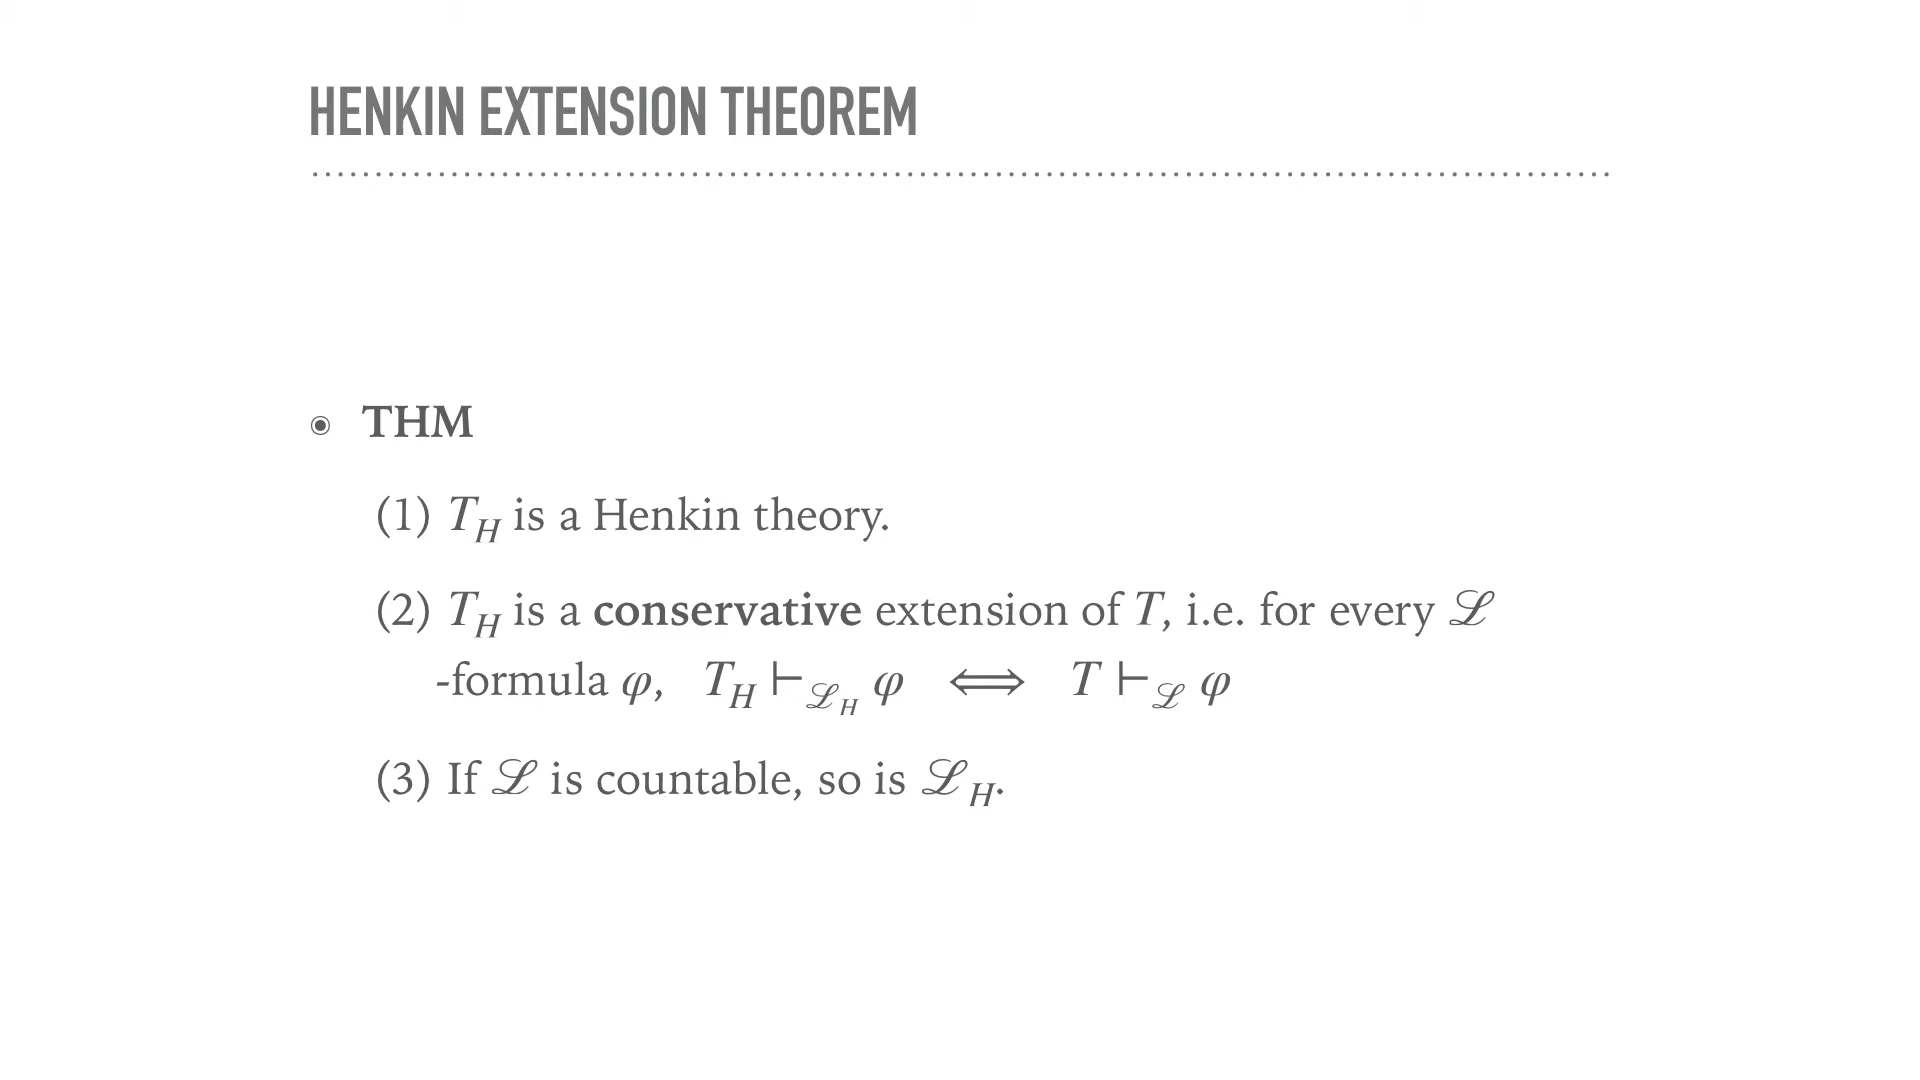 HENKIN EXTENSION THEOREM
◉ THM
(1) T_H is a Henkin theory.
(2) T_H is a conservative extension of T, i.e. for every ℒ
-formula φ, T_H ⊢_{ℒ_H} φ ⟺ T ⊢_ℒ φ
(3) If ℒ is countable, so is ℒ_H.